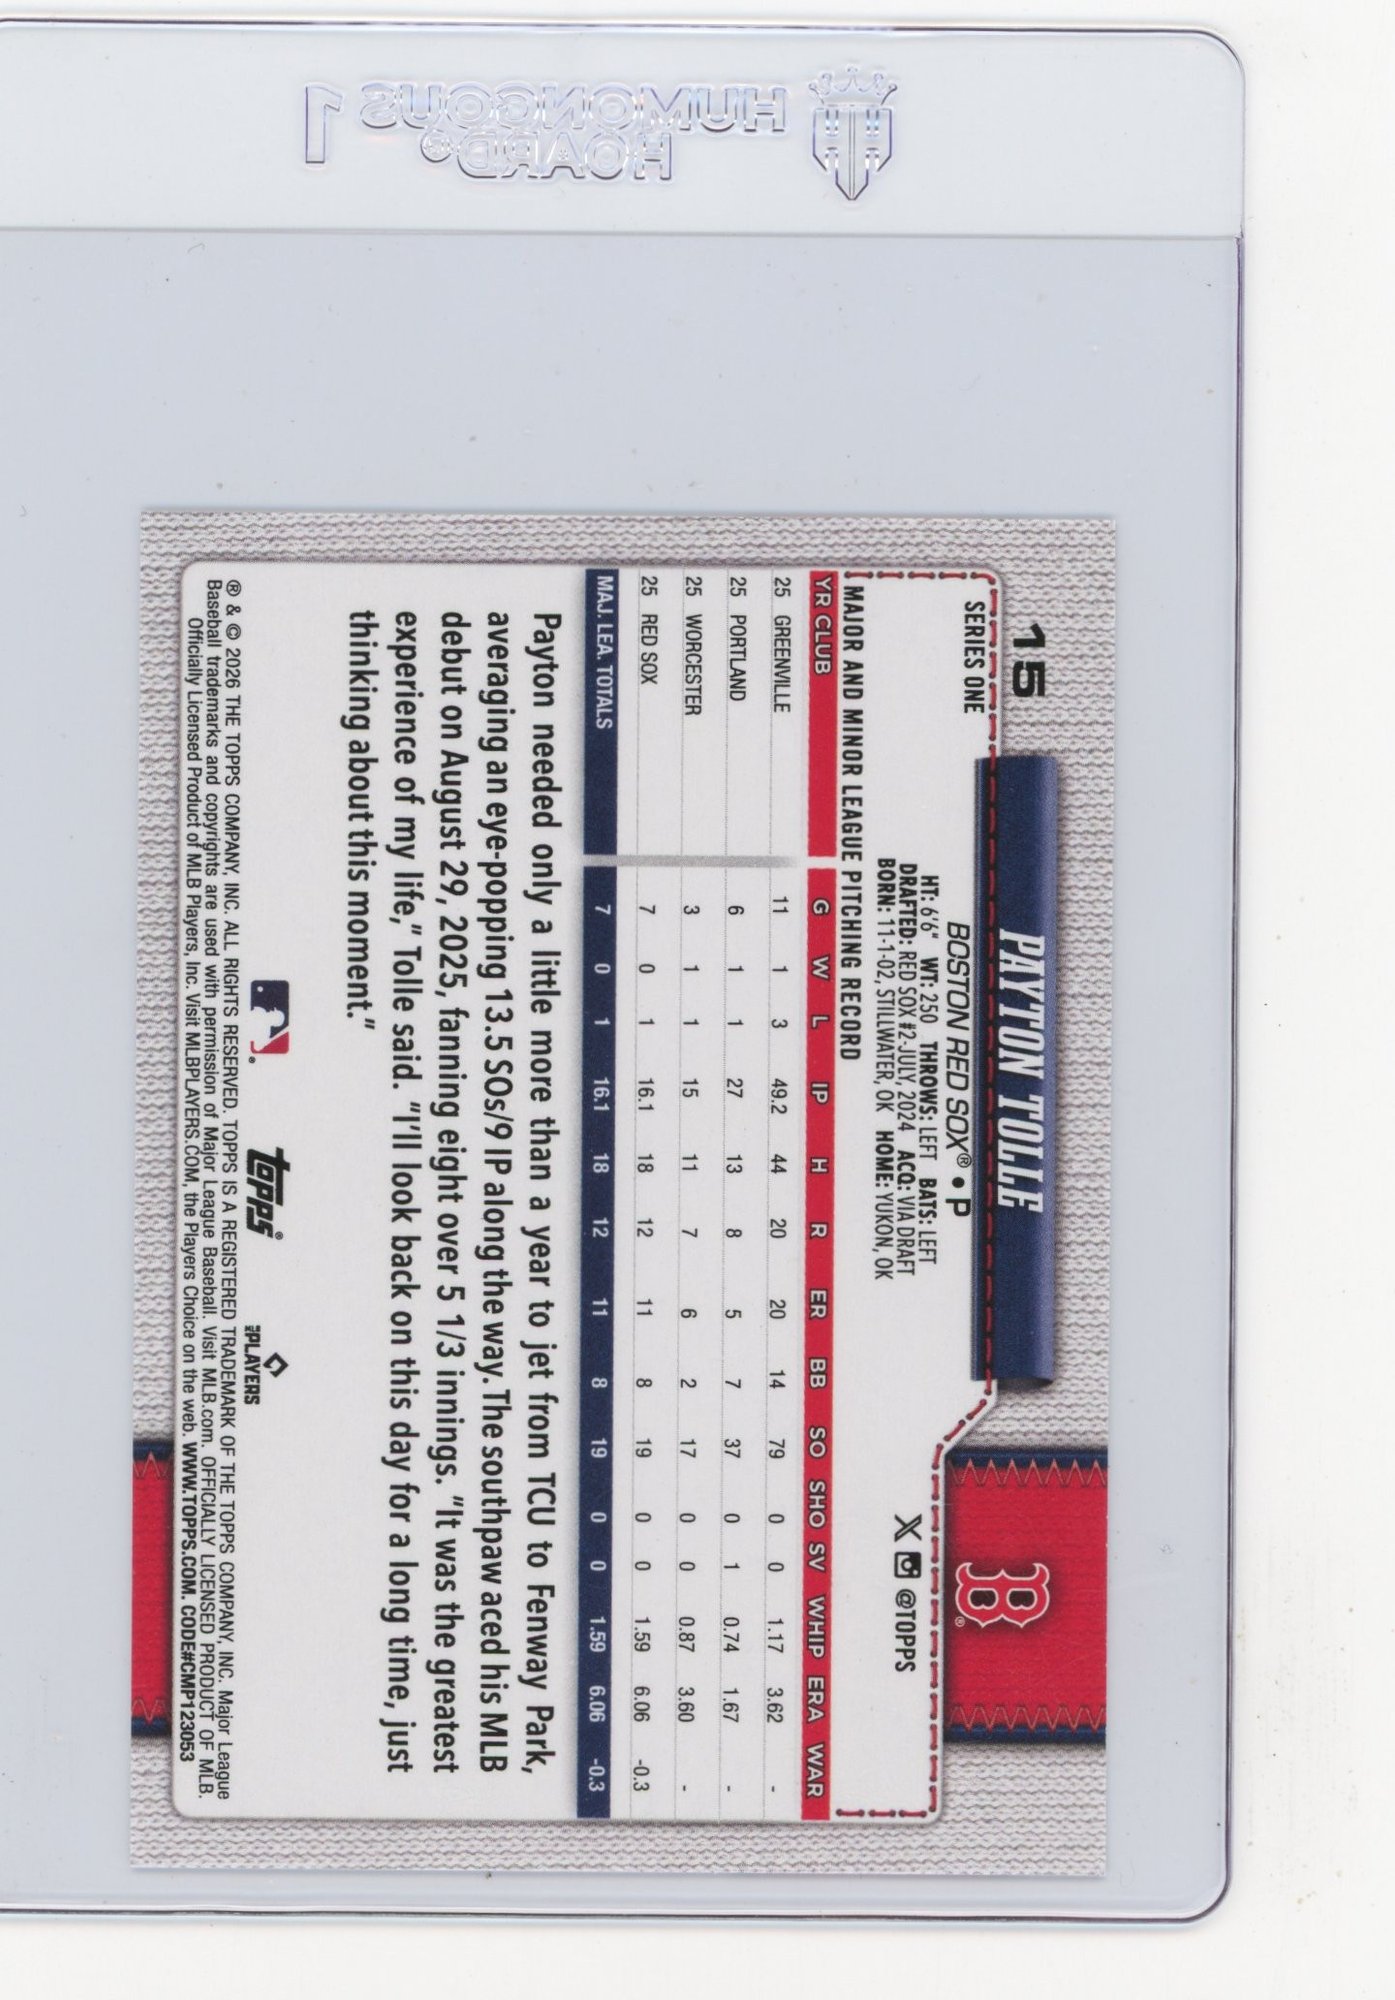 HUMONGOUS 1
HOARD®
15
SERIES ONE
PAYTON TOLLE
BOSTON RED SOX® • P
HT: 6'6" WT: 250 THROWS: LEFT BATS: LEFT
DRAFTED: RED SOX #2-JULY, 2024 ACQ: VIA DRAFT
BORN: 11-1-02, STILLWATER, OK HOME: YUKON, OK
B®
X @TOPPS
MAJOR AND MINOR LEAGUE PITCHING RECORD
YR CLUB G W L IP H R ER BB SO SHO SV WHIP ERA WAR
25 GREENVILLE 11 1 3 49.2 44 20 20 14 79 0 0 1.17 3.62 -
25 PORTLAND 6 1 1 27 13 8 5 7 37 0 1 0.74 1.67 -
25 WORCESTER 3 1 1 15 11 7 6 2 17 0 0 0.87 3.60 -
25 RED SOX 7 0 1 16.1 18 12 11 8 19 0 0 1.59 6.06 -0.3
MAJ. LEA. TOTALS 7 0 1 16.1 18 12 11 8 19 0 0 1.59 6.06 -0.3
Payton needed only a little more than a year to jet from TCU to Fenway Park,
averaging an eye-popping 13.5 SOs/9 IP along the way. The southpaw aced his MLB
debut on August 29, 2025, fanning eight over 5 1/3 innings. "It was the greatest
experience of my life," Tolle said. "I'll look back on this day for a long time, just
thinking about this moment."
topps®
MLB PLAYERS
® & © 2026 THE TOPPS COMPANY, INC. ALL RIGHTS RESERVED. TOPPS IS A REGISTERED TRADEMARK OF THE TOPPS COMPANY, INC. Major League
Baseball trademarks and copyrights are used with permission of Major League Baseball. Visit MLB.com. OFFICIALLY LICENSED PRODUCT OF MLB
Officially Licensed Product of MLB Players, Inc. Visit MLBPLAYERS.COM, the Players Choice on the web. WWW.TOPPS.COM. CODE#CMP123053